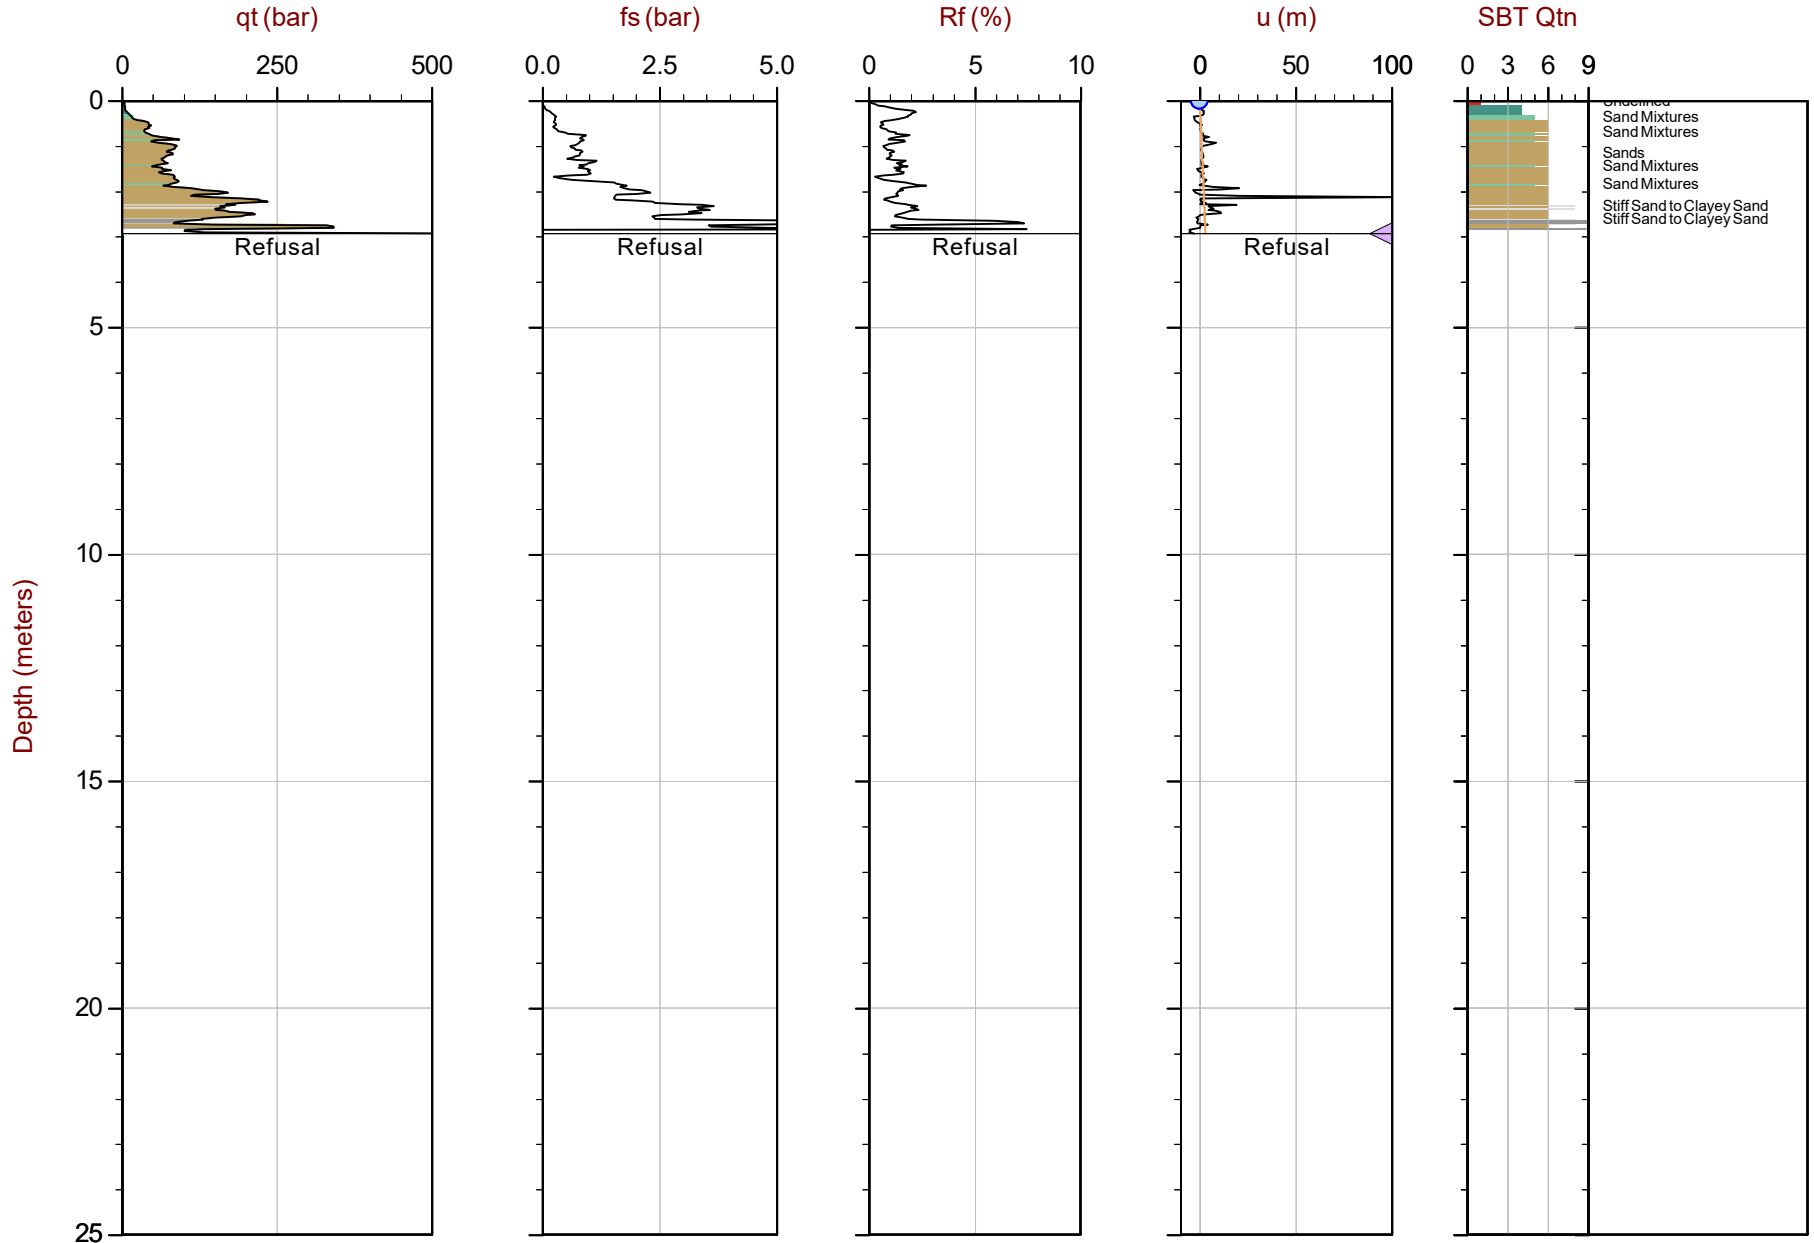 qt (bar) fs (bar) Rf (%) u (m) SBT Qtn
0 250 500 0.0 2.5 5.0 0 5 10 0 50 100 0 3 6 9
0
Undefined
Sand Mixtures
Sand Mixtures
Sands
Sand Mixtures
Sand Mixtures
Stiff Sand to Clayey Sand
Stiff Sand to Clayey Sand
Refusal Refusal Refusal Refusal
5
10
Depth (meters)
15
20
25